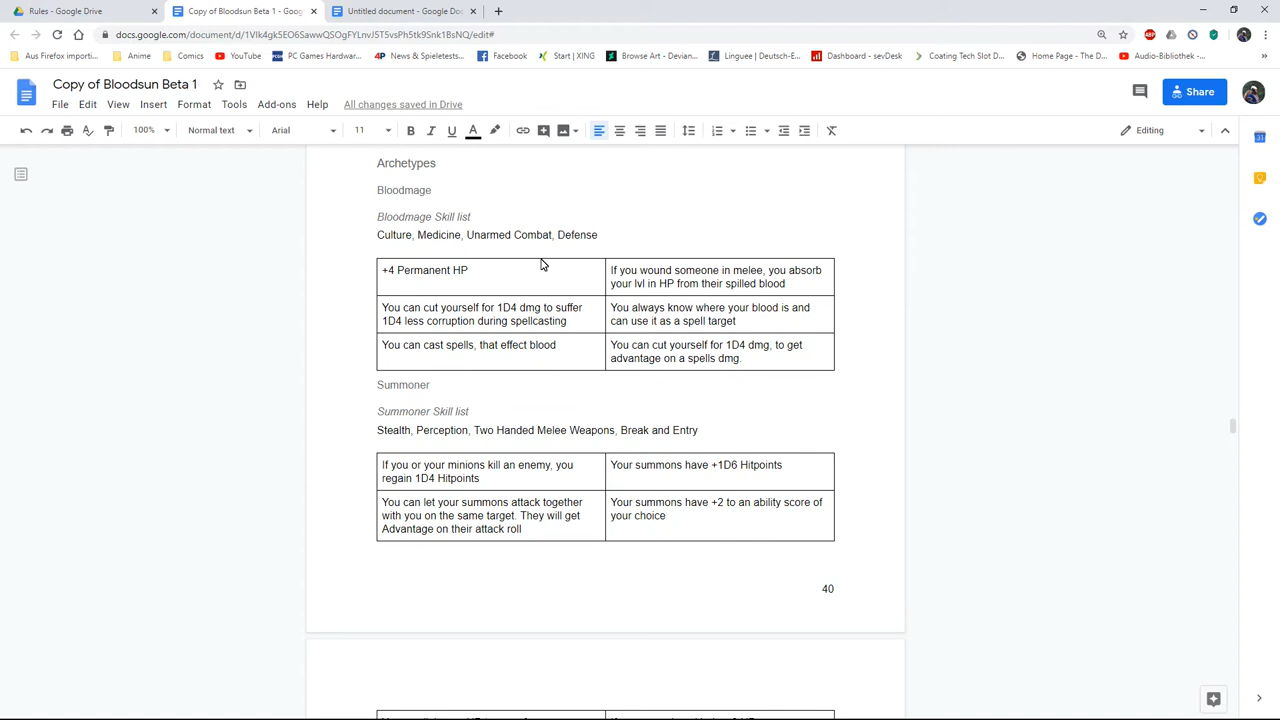 Rules - Google Drive
Copy of Bloodsun Beta 1 - Goog
Untitled document - Google Doc
docs.google.com/document/d/1VIk4gk5EO6SawwQSOgFYLnvJST5vsPh5tk9Snk18sNQ/edit#
Aus Firefox importi...
Anime
Comics
YouTube
PC Games Hardwar...
News & Spieletests...
Facebook
Start | XING
Browse Art - Devian...
Linguee | Deutsch-E...
Dashboard - sevDesk
Coating Tech Slot D...
Home Page - The D...
Audio-Bibliothek -...
Copy of Bloodsun Beta 1
File Edit View Insert Format Tools Add-ons Help All changes saved in Drive
Share
100% Normal text Arial 11 B I U A Editing
Archetypes
Bloodmage
Bloodmage Skill list
Culture, Medicine, Unarmed Combat, Defense
+4 Permanent HP
If you wound someone in melee, you absorb
your lvl in HP from their spilled blood
You can cut yourself for 1D4 dmg to suffer
1D4 less corruption during spellcasting
You always know where your blood is and
can use it as a spell target
You can cast spells, that effect blood
You can cut yourself for 1D4 dmg, to get
advantage on a spells dmg.
Summoner
Summoner Skill list
Stealth, Perception, Two Handed Melee Weapons, Break and Entry
If you or your minions kill an enemy, you
regain 1D4 Hitpoints
Your summons have +1D6 Hitpoints
You can let your summons attack together
with you on the same target. They will get
Advantage on their attack roll
Your summons have +2 to an ability score of
your choice
40